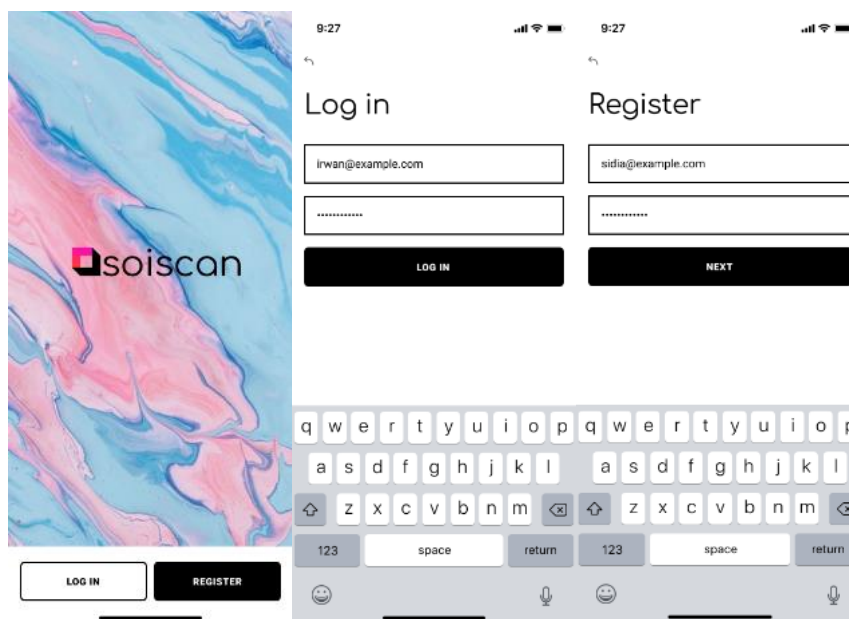 soiscan
LOG IN
REGISTER
9:27
Log in
irwan@example.com
••••••••••••
LOG IN
q w e r t y u i o p
a s d f g h j k l
z x c v b n m
123
space
return
9:27
Register
sidia@example.com
••••••••••••
NEXT
q w e r t y u i o p
a s d f g h j k l
z x c v b n m
123
space
return